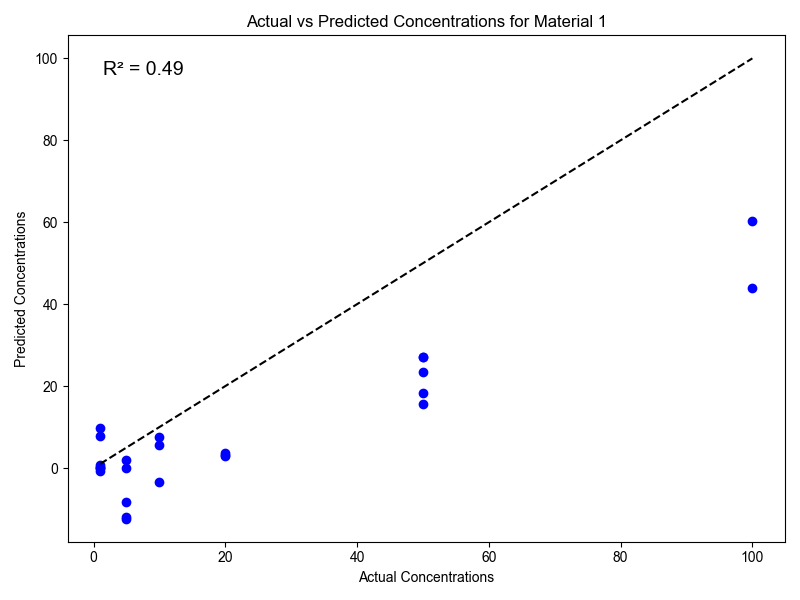 Actual vs Predicted Concentrations for Material 1
R² = 0.49
100
80
60
40
20
0
Predicted Concentrations
0 20 40 60 80 100
Actual Concentrations